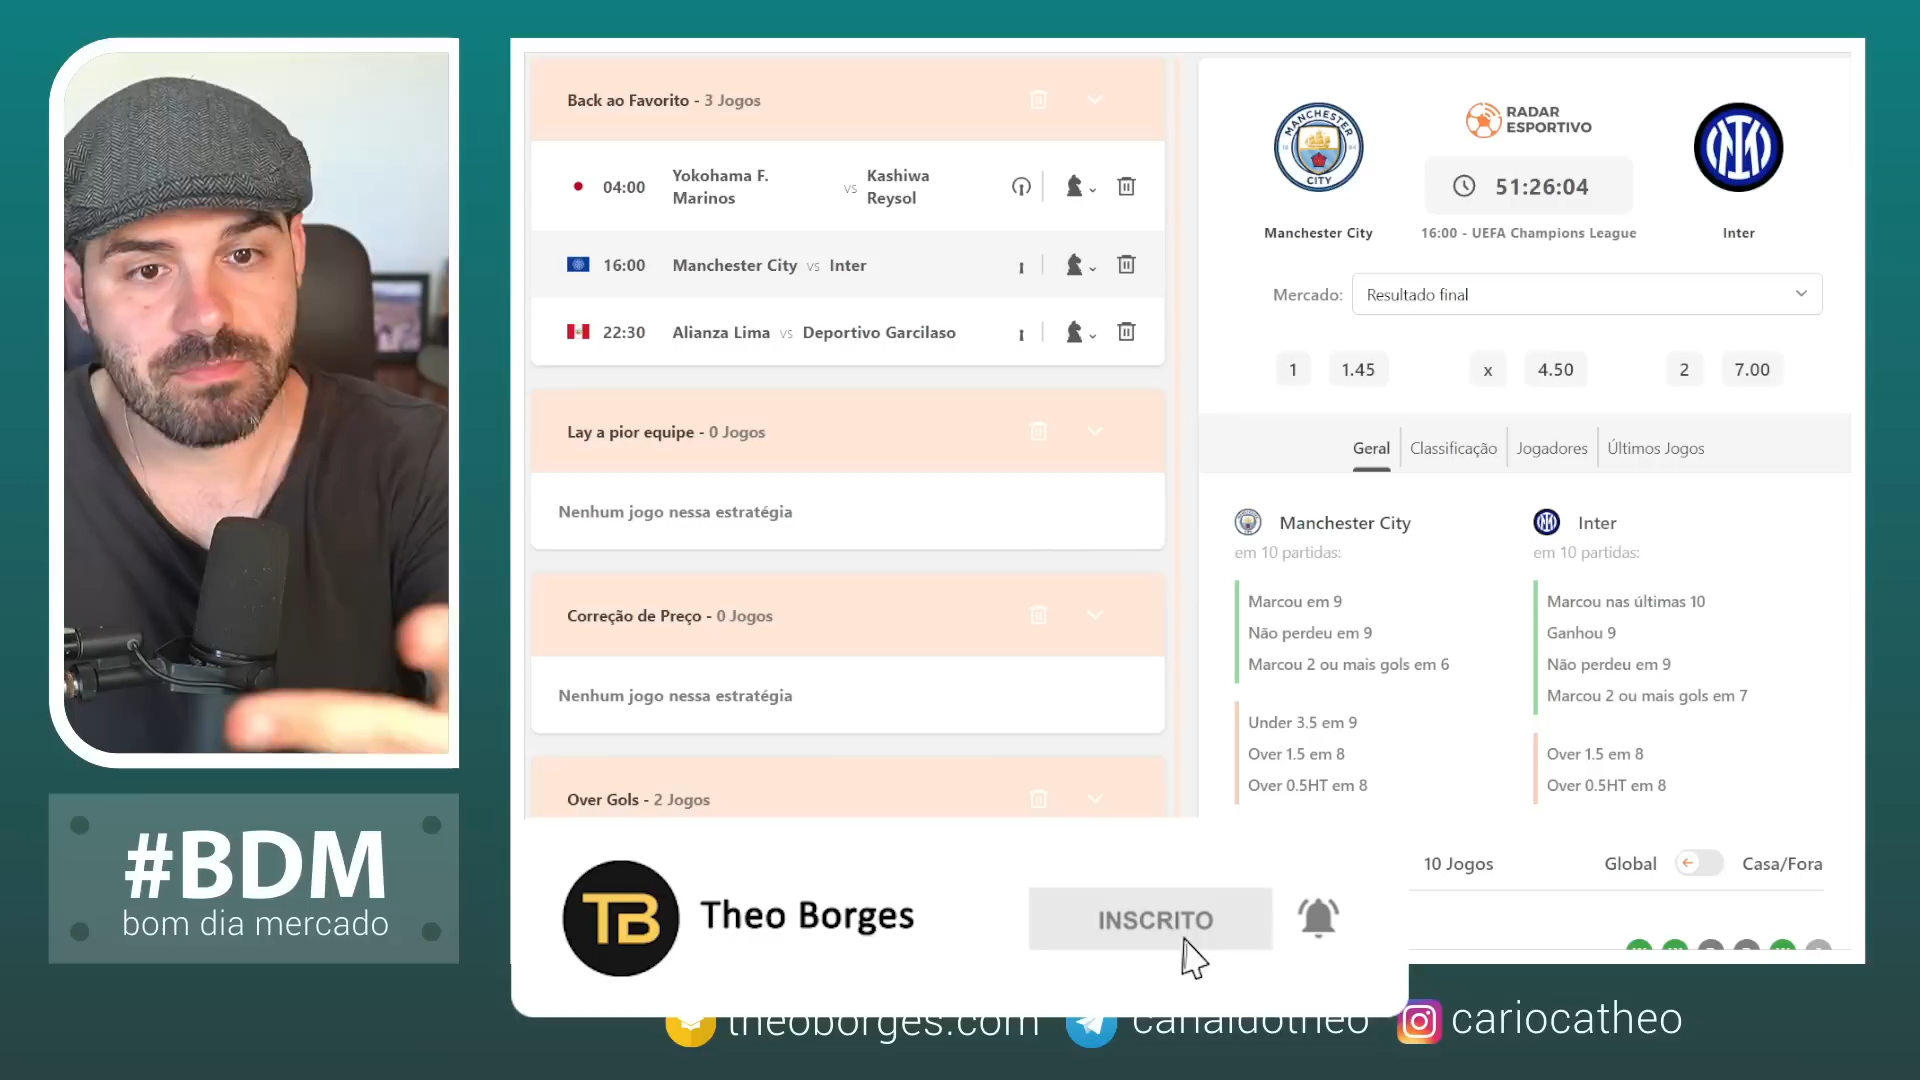 Back ao Favorito - 3 Jogos
04:00 Yokohama F. Marinos vs Kashiwa Reysol
16:00 Manchester City vs Inter
22:30 Alianza Lima vs Deportivo Garcilaso
Lay a pior equipe - 0 Jogos
Nenhum jogo nessa estratégia
Correção de Preço - 0 Jogos
Nenhum jogo nessa estratégia
Over Gols - 2 Jogos
MANCHESTER
CITY
RADAR
ESPORTIVO
51:26:04
Manchester City
16:00 - UEFA Champions League
Inter
Mercado: Resultado final
1 1.45 x 4.50 2 7.00
Geral Classificação Jogadores Últimos Jogos
Manchester City
em 10 partidas:
Marcou em 9
Não perdeu em 9
Marcou 2 ou mais gols em 6
Under 3.5 em 9
Over 1.5 em 8
Over 0.5HT em 8
Inter
em 10 partidas:
Marcou nas últimas 10
Ganhou 9
Não perdeu em 9
Marcou 2 ou mais gols em 7
Over 1.5 em 8
Over 0.5HT em 8
10 Jogos Global Casa/Fora
#BDM
bom dia mercado
TB Theo Borges INSCRITO
theoborges.com canaldotheo cariocatheo